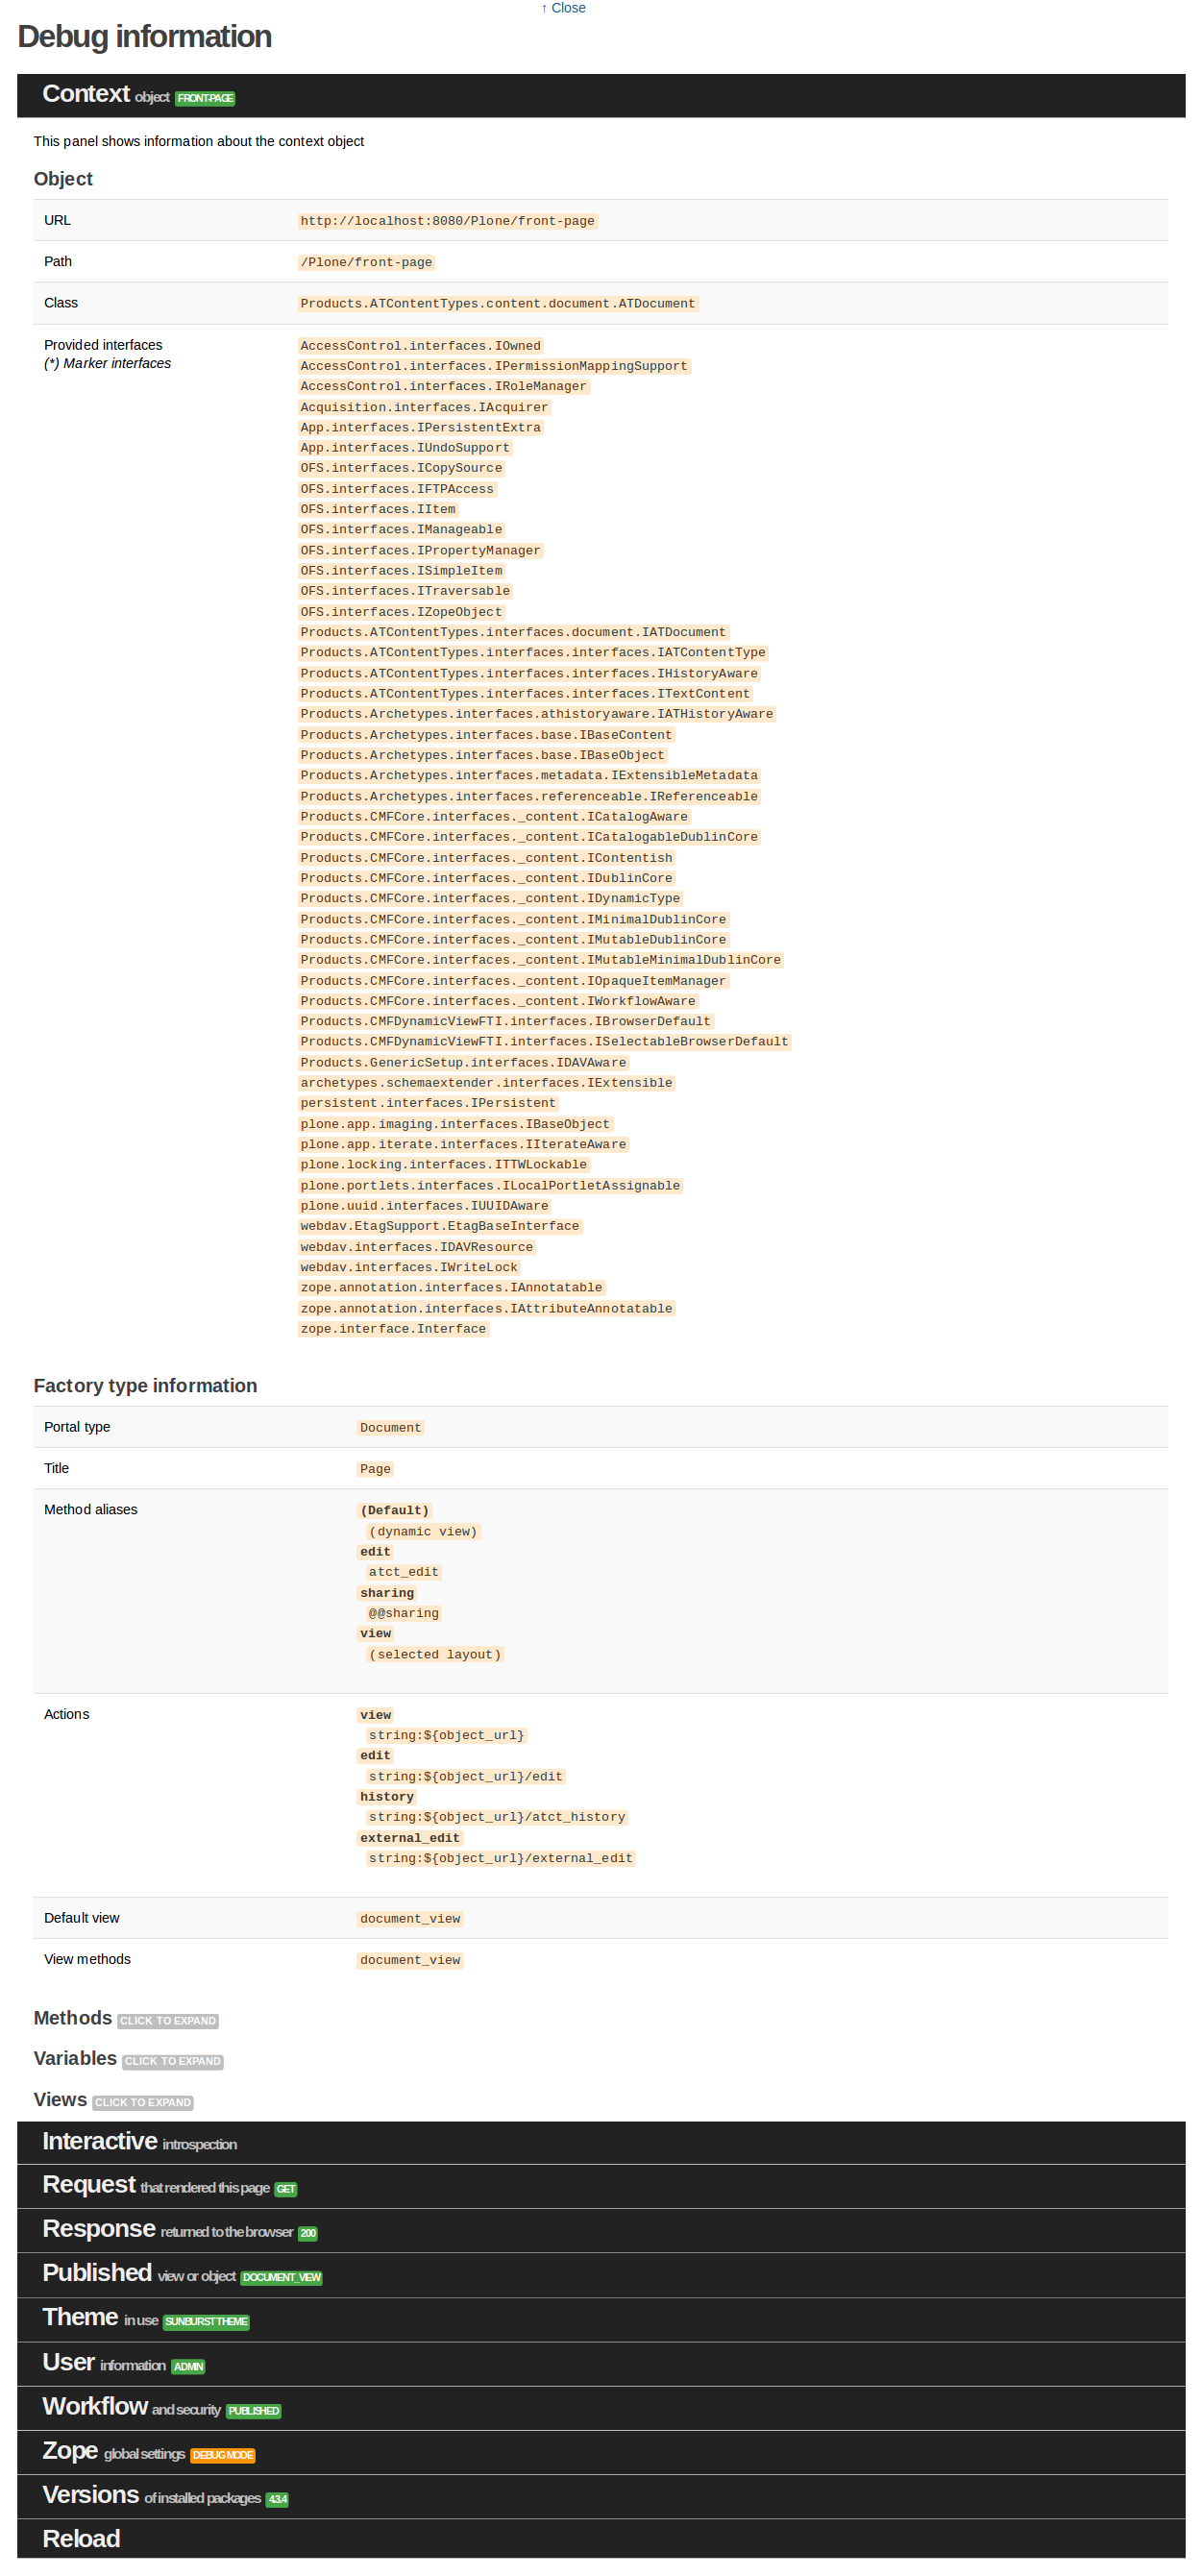 ↑ Close
Debug information
Context object FRONT-PAGE
This panel shows information about the context object
Object
URL http://localhost:8080/Plone/front-page
Path /Plone/front-page
Class Products.ATContentTypes.content.document.ATDocument
Provided interfaces AccessControl.interfaces.IOwned
(*) Marker interfaces AccessControl.interfaces.IPermissionMappingSupport
AccessControl.interfaces.IRoleManager
Acquisition.interfaces.IAcquirer
App.interfaces.IPersistentExtra
App.interfaces.IUndoSupport
OFS.interfaces.ICopySource
OFS.interfaces.IFTPAccess
OFS.interfaces.IItem
OFS.interfaces.IManageable
OFS.interfaces.IPropertyManager
OFS.interfaces.ISimpleItem
OFS.interfaces.ITraversable
OFS.interfaces.IZopeObject
Products.ATContentTypes.interfaces.document.IATDocument
Products.ATContentTypes.interfaces.interfaces.IATContentType
Products.ATContentTypes.interfaces.interfaces.IHistoryAware
Products.ATContentTypes.interfaces.interfaces.ITextContent
Products.Archetypes.interfaces.athistoryaware.IATHistoryAware
Products.Archetypes.interfaces.base.IBaseContent
Products.Archetypes.interfaces.base.IBaseObject
Products.Archetypes.interfaces.metadata.IExtensibleMetadata
Products.Archetypes.interfaces.referenceable.IReferenceable
Products.CMFCore.interfaces._content.ICatalogAware
Products.CMFCore.interfaces._content.ICatalogableDublinCore
Products.CMFCore.interfaces._content.IContentish
Products.CMFCore.interfaces._content.IDublinCore
Products.CMFCore.interfaces._content.IDynamicType
Products.CMFCore.interfaces._content.IMinimalDublinCore
Products.CMFCore.interfaces._content.IMutableDublinCore
Products.CMFCore.interfaces._content.IMutableMinimalDublinCore
Products.CMFCore.interfaces._content.IOpaqueItemManager
Products.CMFCore.interfaces._content.IWorkflowAware
Products.CMFDynamicViewFTI.interfaces.IBrowserDefault
Products.CMFDynamicViewFTI.interfaces.ISelectableBrowserDefault
Products.GenericSetup.interfaces.IDAVAware
archetypes.schemaextender.interfaces.IExtensible
persistent.interfaces.IPersistent
plone.app.imaging.interfaces.IBaseObject
plone.app.iterate.interfaces.IIterateAware
plone.locking.interfaces.ITTWLockable
plone.portlets.interfaces.ILocalPortletAssignable
plone.uuid.interfaces.IUUIDAware
webdav.EtagSupport.EtagBaseInterface
webdav.interfaces.IDAVResource
webdav.interfaces.IWriteLock
zope.annotation.interfaces.IAnnotatable
zope.annotation.interfaces.IAttributeAnnotatable
zope.interface.Interface
Factory type information
Portal type Document
Title Page
Method aliases (Default)
(dynamic view)
edit
atct_edit
sharing
@@sharing
view
(selected layout)
Actions view
string:${object_url}
edit
string:${object_url}/edit
history
string:${object_url}/atct_history
external_edit
string:${object_url}/external_edit
Default view document_view
View methods document_view
Methods CLICK TO EXPAND
Variables CLICK TO EXPAND
Views CLICK TO EXPAND
Interactive introspection
Request that rendered this page GET
Response returned to the browser 200
Published view or object DOCUMENT_VIEW
Theme in use SUNBURST THEME
User information ADMIN
Workflow and security PUBLISHED
Zope global settings DEBUG MODE
Versions of installed packages 4.3.4
Reload